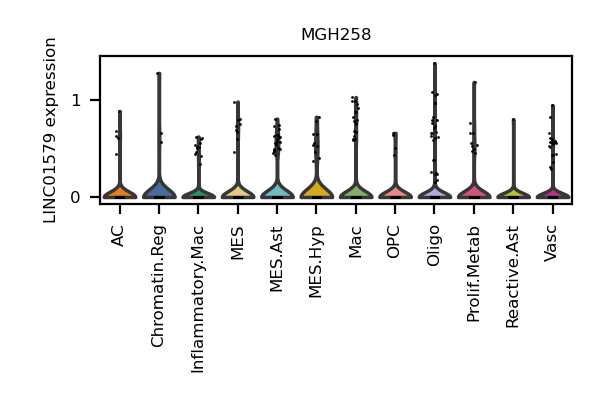 MGH258
LINC01579 expression
1
0
AC
Chromatin.Reg
Inflammatory.Mac
MES
MES.Ast
MES.Hyp
Mac
OPC
Oligo
Prolif.Metab
Reactive.Ast
Vasc